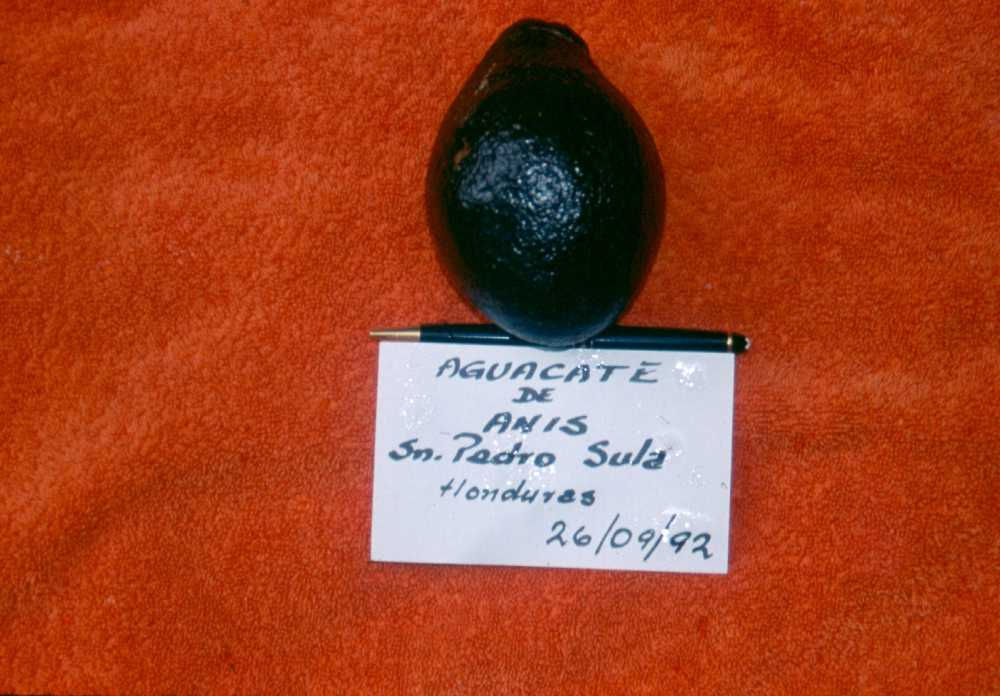 AGUACATE
DE
ANIS
Sn. Pedro Sula
Honduras
26/09/92